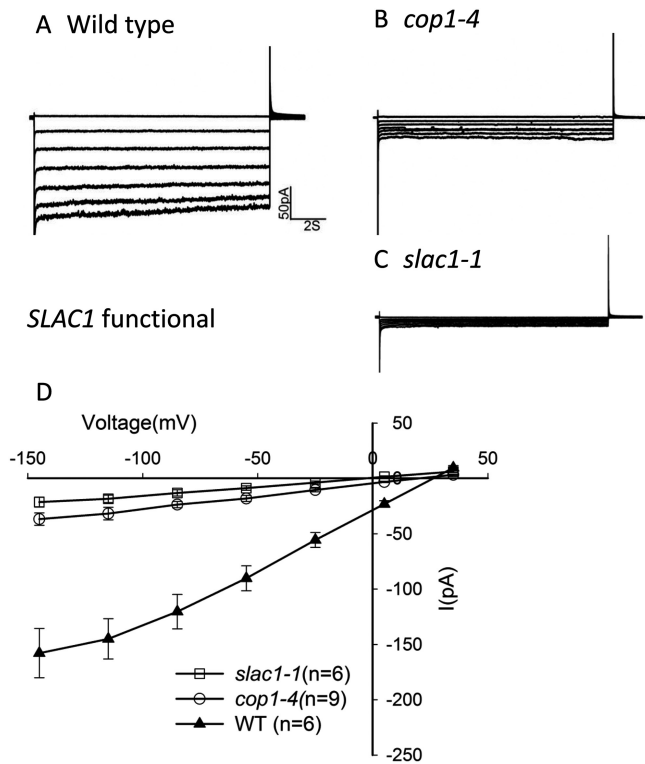 A Wild type
B cop1-4
50pA
2S
C slac1-1
SLAC1 functional
D
Voltage(mV)
50
-150 -100 -50 0 50
-50
-100
I(pA)
-150
-200
-250
slac1-1(n=6)
cop1-4(n=9)
WT (n=6)